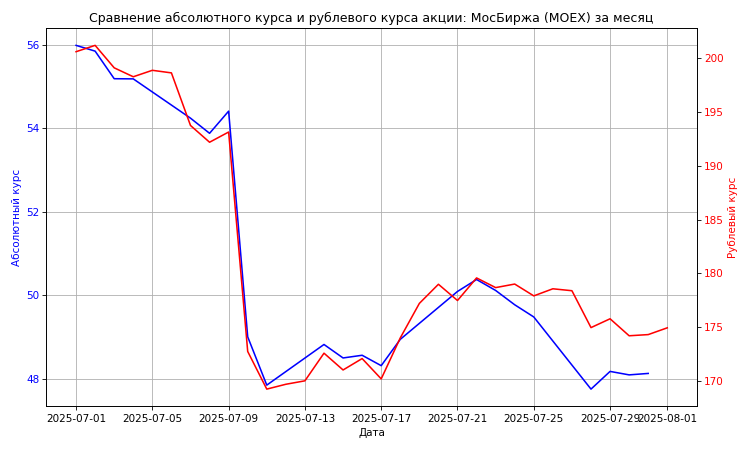 Сравнение абсолютного курса и рублевого курса акции: МосБиржа (MOEX) за месяц
56
54
52
50
48
Абсолютный курс
200
195
190
185
180
175
170
Рублевый курс
2025-07-01 2025-07-05 2025-07-09 2025-07-13 2025-07-17 2025-07-21 2025-07-25 2025-07-29 2025-08-01
Дата